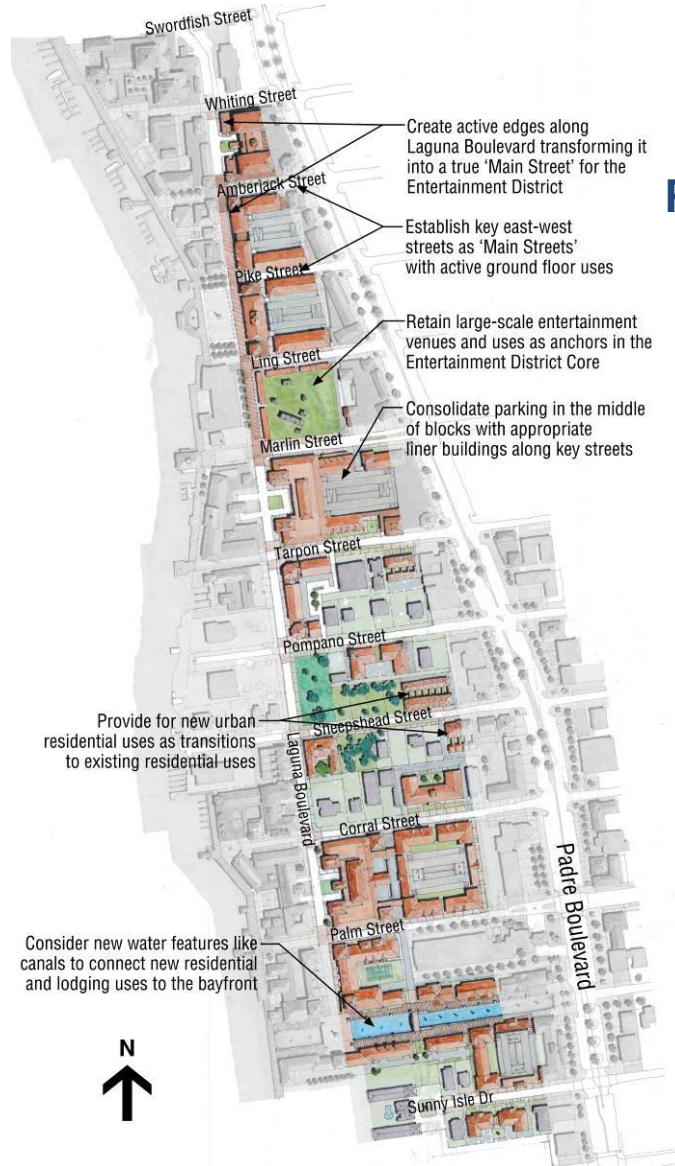 Swordfish Street
Whiting Street
Create active edges along
Laguna Boulevard transforming it
into a true ‘Main Street’ for the
Entertainment District
Amberjack Street
Establish key east-west
streets as ‘Main Streets’
with active ground floor uses
Pike Street
Retain large-scale entertainment
venues and uses as anchors in the
Entertainment District Core
Ling Street
Consolidate parking in the middle
of blocks with appropriate
liner buildings along key streets
Marlin Street
Tarpon Street
Pompano Street
Provide for new urban
residential uses as transitions
to existing residential uses
Sheepshead Street
Laguna Boulevard
Corral Street
Padre Boulevard
Palm Street
Consider new water features like
canals to connect new residential
and lodging uses to the bayfront
N
Sunny Isle Dr